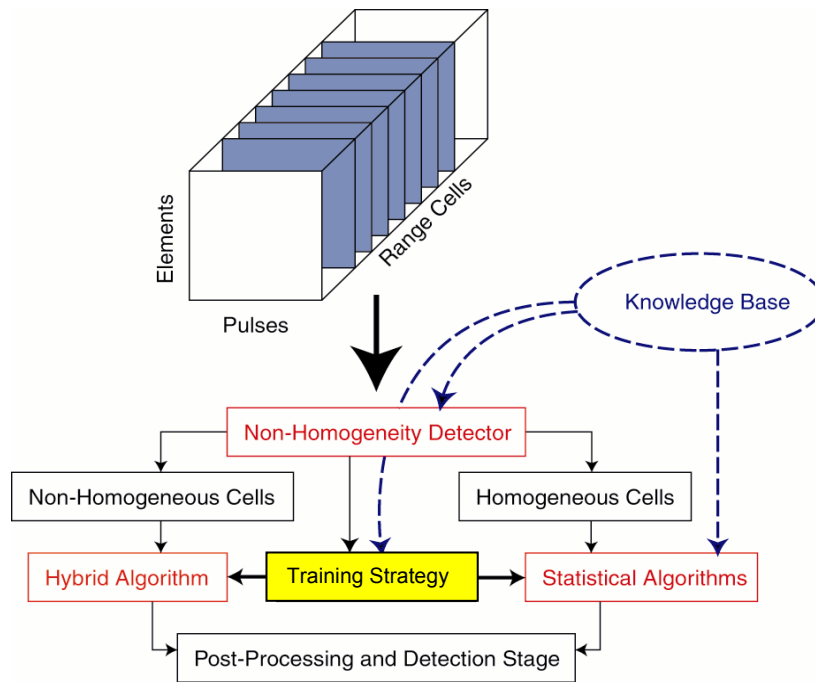 Elements
Range Cells
Pulses
Knowledge Base
Non-Homogeneity Detector
Non-Homogeneous Cells
Homogeneous Cells
Hybrid Algorithm
Training Strategy
Statistical Algorithms
Post-Processing and Detection Stage